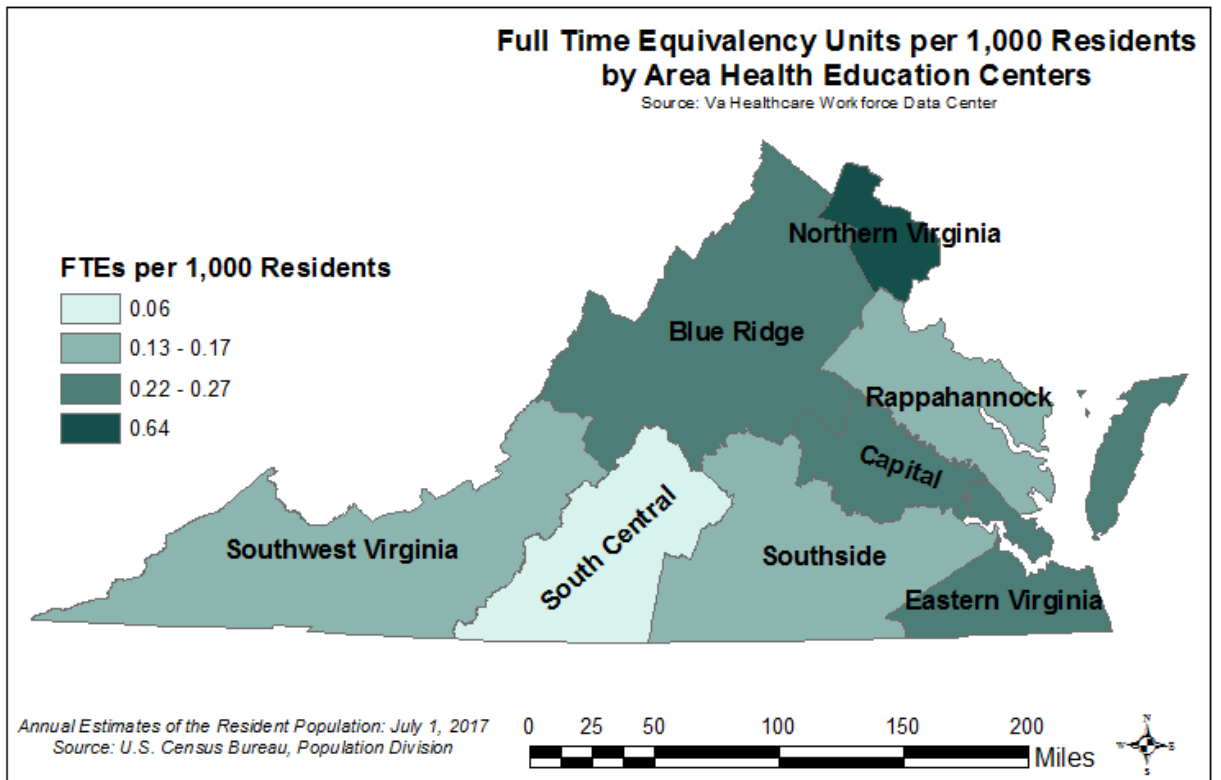 Full Time Equivalency Units per 1,000 Residents
by Area Health Education Centers
Source: Va Healthcare Workforce Data Center
Northern Virginia
FTEs per 1,000 Residents
0.06
0.13 - 0.17
0.22 - 0.27
0.64
Blue Ridge
Rappahannock
Capital
Southwest Virginia
South Central
Southside
Eastern Virginia
Annual Estimates of the Resident Population: July 1, 2017
Source: U.S. Census Bureau, Population Division
0 25 50 100 150 200
Miles
N
W E
S